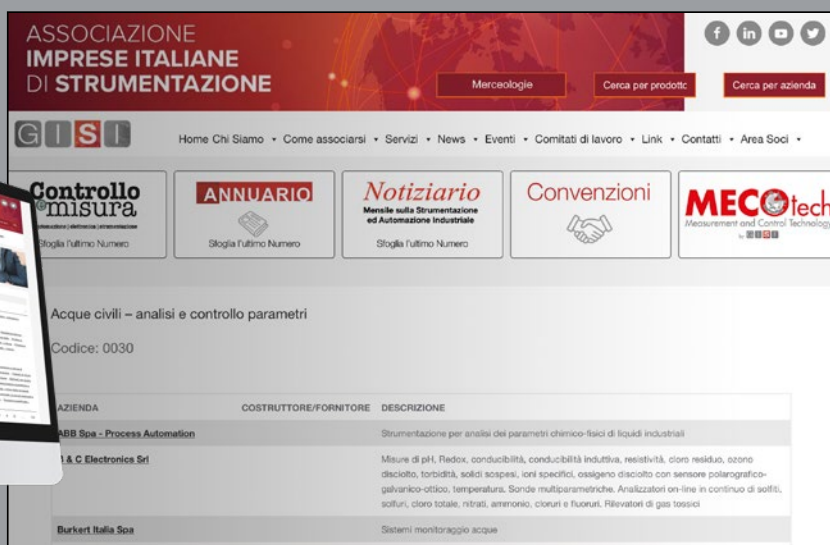 ASSOCIAZIONE
IMPRESE ITALIANE
DI STRUMENTAZIONE
Merceologie
Cerca per prodotto
Cerca per azienda
GISI
Home Chi Siamo Come associarsi Servizi News Eventi Comitati di lavoro Link Contatti Area Soci
Controllo
e misura
Sfoglia l'ultimo Numero
ANNUARIO
Sfoglia l'ultimo Numero
Notiziario
Mensile sulla Strumentazione
ed Automazione Industriale
Sfoglia l'ultimo Numero
Convenzioni
MECOtech
Measurement and Control Technology
by GISI
Acque civili – analisi e controllo parametri
Codice: 0030
AZIENDA COSTRUTTORE/FORNITORE DESCRIZIONE
ABB Spa - Process Automation Strumentazione per analisi dei parametri chimico-fisici di liquidi industriali
B & C Electronics Srl Misure di pH, Redox, conducibilità, conducibilità induttiva, resistività, cloro residuo, ozono
disciolto, torbidità, solidi sospesi, ioni specifici, ossigeno disciolto con sensore polarografico-
galvanico-ottico, temperatura. Sonde multiparametriche. Analizzatori on-line in continuo di solfiti,
solfuri, cloro totale, nitrati, ammonio, cloruri e fluoruri. Rilevatori di gas tossici
Burkert Italia Spa Sistemi monitoraggio acque